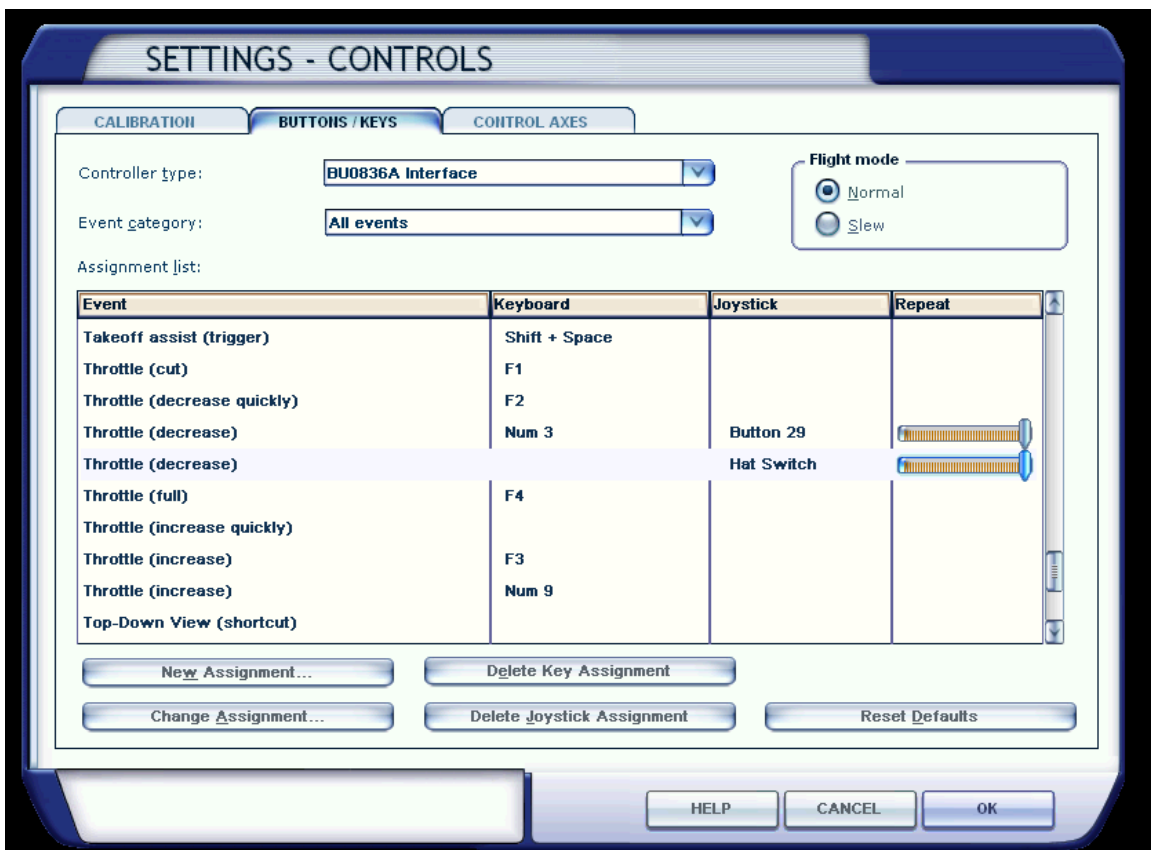 SETTINGS - CONTROLS
CALIBRATION BUTTONS / KEYS CONTROL AXES
Controller type: BU0836A Interface
Flight mode
Normal
Event category: All events
Slew
Assignment list:
Event Keyboard Joystick Repeat
Takeoff assist (trigger) Shift + Space
Throttle (cut) F1
Throttle (decrease quickly) F2
Throttle (decrease) Num 3 Button 29
Throttle (decrease) Hat Switch
Throttle (full) F4
Throttle (increase quickly)
Throttle (increase) F3
Throttle (increase) Num 9
Top-Down View (shortcut)
New Assignment... Delete Key Assignment
Change Assignment... Delete Joystick Assignment Reset Defaults
HELP CANCEL OK